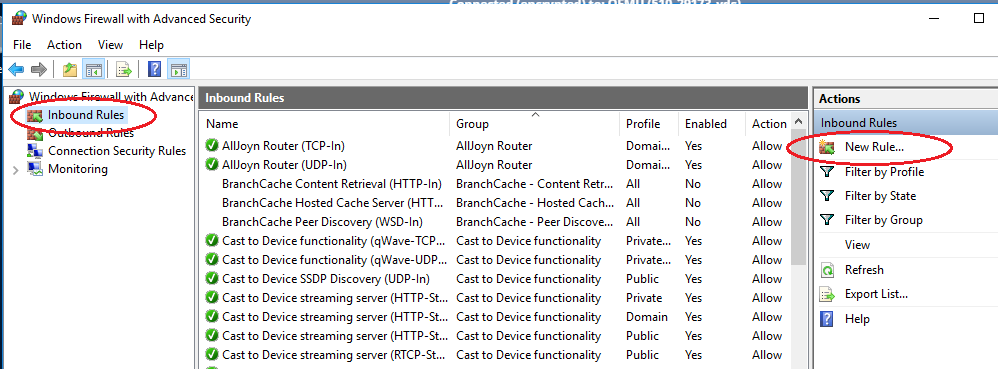 Windows Firewall with Advanced Security
File Action View Help
Windows Firewall with Advance
Inbound Rules
Outbound Rules
Connection Security Rules
Monitoring
Inbound Rules
Name Group Profile Enabled Action
AllJoyn Router (TCP-In) AllJoyn Router Domai... Yes Allow
AllJoyn Router (UDP-In) AllJoyn Router Domai... Yes Allow
BranchCache Content Retrieval (HTTP-In) BranchCache - Content Retr... All No Allow
BranchCache Hosted Cache Server (HTT... BranchCache - Hosted Cach... All No Allow
BranchCache Peer Discovery (WSD-In) BranchCache - Peer Discove... All No Allow
Cast to Device functionality (qWave-TCP... Cast to Device functionality Private... Yes Allow
Cast to Device functionality (qWave-UDP... Cast to Device functionality Private... Yes Allow
Cast to Device SSDP Discovery (UDP-In) Cast to Device functionality Public Yes Allow
Cast to Device streaming server (HTTP-St... Cast to Device functionality Private Yes Allow
Cast to Device streaming server (HTTP-St... Cast to Device functionality Domain Yes Allow
Cast to Device streaming server (HTTP-St... Cast to Device functionality Public Yes Allow
Cast to Device streaming server (RTCP-St... Cast to Device functionality Public Yes Allow
Actions
Inbound Rules
New Rule...
Filter by Profile
Filter by State
Filter by Group
View
Refresh
Export List...
Help